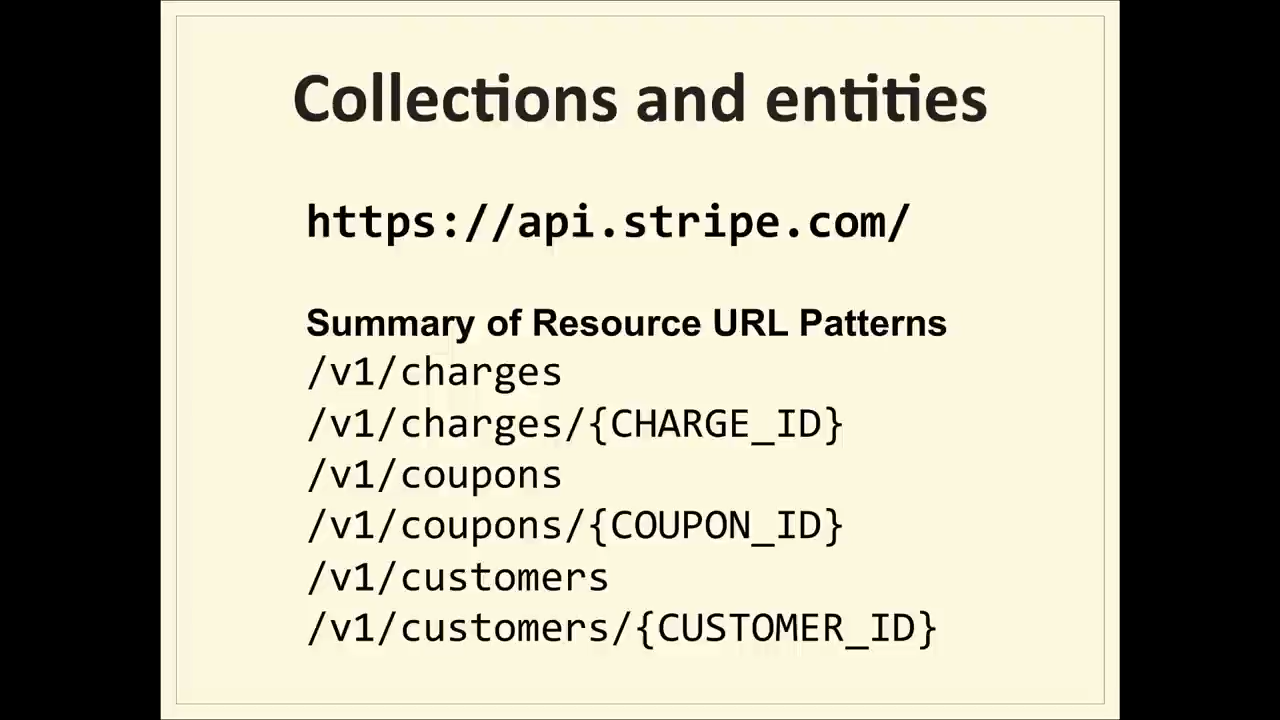 Collections and entities
https://api.stripe.com/
Summary of Resource URL Patterns
/v1/charges
/v1/charges/{CHARGE_ID}
/v1/coupons
/v1/coupons/{COUPON_ID}
/v1/customers
/v1/customers/{CUSTOMER_ID}